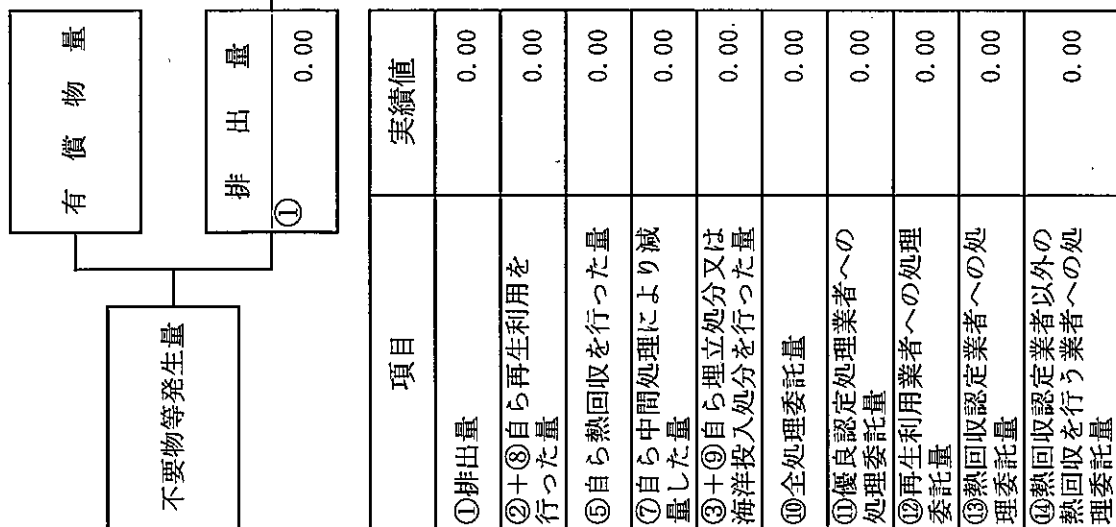 有償物量
不要物等発生量
排出量
①
0.00
項目
実績値
①排出量
0.00
②＋⑧自ら再生利用を
行った量
0.00
⑤自ら熱回収を行った量
0.00
⑦自ら中間処理により減
量した量
0.00
③＋⑨自ら埋立処分又は
海洋投入処分を行った量
0.00
⑩全処理委託量
0.00
⑪優良認定処理業者への
処理委託量
0.00
⑫再生利用業者への処理
委託量
0.00
⑬熱回収認定業者への処
理委託量
0.00
⑭熱回収認定業者以外の
熱回収を行う業者への処
理委託量
0.00